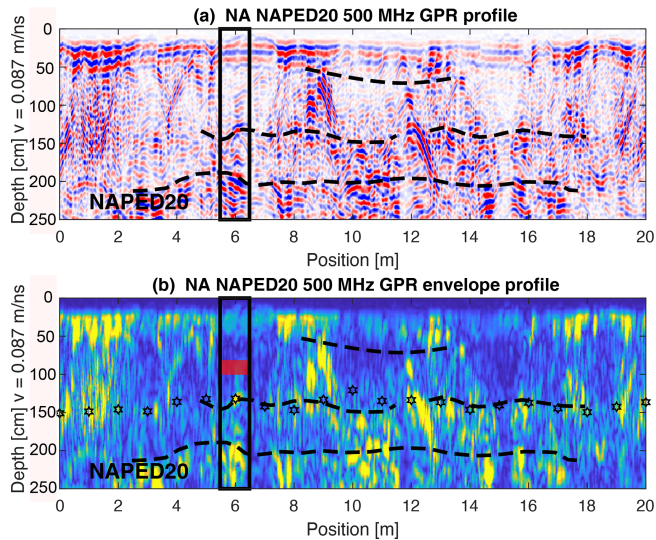 (a) NA NAPED20 500 MHz GPR profile
Depth [cm] v = 0.087 m/ns
0
50
100
150
200
250
NAPED20
0 2 4 6 8 10 12 14 16 18 20
Position [m]
(b) NA NAPED20 500 MHz GPR envelope profile
Depth [cm] v = 0.087 m/ns
0
50
100
150
200
250
NAPED20
0 2 4 6 8 10 12 14 16 18 20
Position [m]